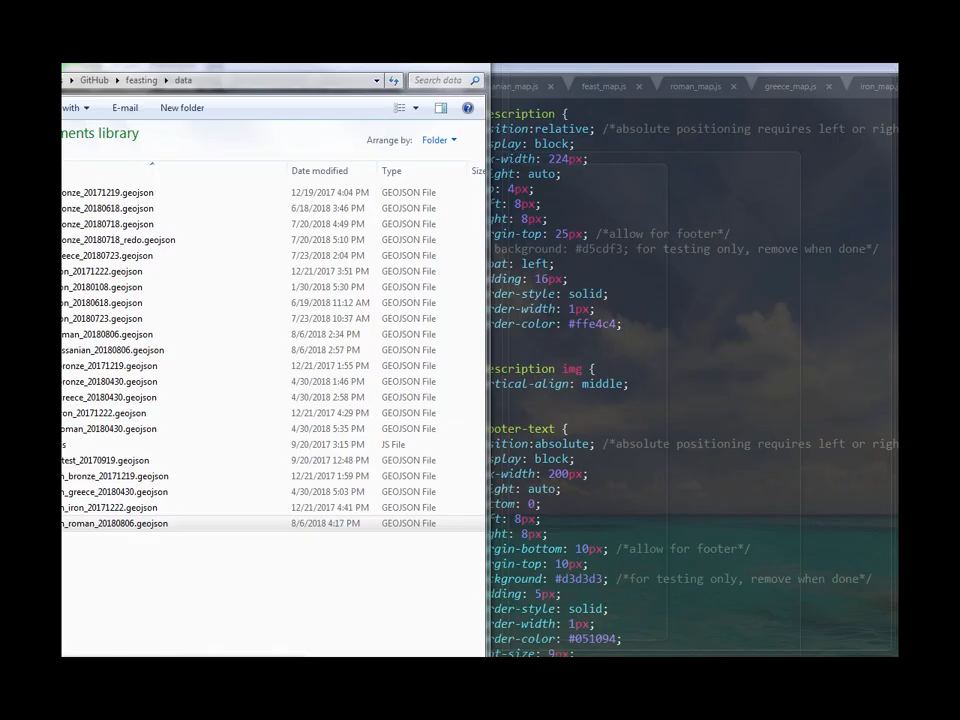 s ▸ GitHub ▸ feasting ▸ data
Search data
with
E-mail
New folder
ments library
Arrange by:
Folder
Date modified
Type
Size
onze_20171219.geojson 12/19/2017 4:04 PM GEOJSON File
onze_20180618.geojson 6/18/2018 3:46 PM GEOJSON File
onze_20180718.geojson 7/20/2018 4:49 PM GEOJSON File
onze_20180718_redo.geojson 7/20/2018 5:10 PM GEOJSON File
eece_20180723.geojson 7/23/2018 2:04 PM GEOJSON File
on_20171222.geojson 12/21/2017 3:51 PM GEOJSON File
on_20180108.geojson 1/30/2018 5:30 PM GEOJSON File
on_20180618.geojson 6/19/2018 11:12 AM GEOJSON File
on_20180723.geojson 7/23/2018 10:37 AM GEOJSON File
man_20180806.geojson 8/6/2018 2:34 PM GEOJSON File
ssanian_20180806.geojson 8/6/2018 2:57 PM GEOJSON File
ronze_20171219.geojson 12/21/2017 1:55 PM GEOJSON File
ronze_20180430.geojson 4/30/2018 1:46 PM GEOJSON File
reece_20180430.geojson 4/30/2018 2:58 PM GEOJSON File
ron_20171222.geojson 12/21/2017 4:29 PM GEOJSON File
oman_20180430.geojson 4/30/2018 5:35 PM GEOJSON File
s 9/20/2017 3:15 PM JS File
test_20170919.geojson 9/20/2017 12:48 PM GEOJSON File
n_bronze_20171219.geojson 12/21/2017 1:59 PM GEOJSON File
n_greece_20180430.geojson 4/30/2018 5:03 PM GEOJSON File
n_iron_20171222.geojson 12/21/2017 4:41 PM GEOJSON File
n_roman_20180806.geojson 8/6/2018 4:17 PM GEOJSON File
anian_map.js
feast_map.js
roman_map.js
greece_map.js
iron_map.
escription {
sition:relative; /*absolute positioning requires left or righ
splay: block;
x-width: 224px;
ight: auto;
p: 4px;
ft: 8px;
ght: 8px;
rgin-top: 25px; /*allow for footer*/
background: #d5cdf3; for testing only, remove when done*/
oat: left;
dding: 16px;
rder-style: solid;
rder-width: 1px;
rder-color: #ffe4c4;
escription img {
rtical-align: middle;
ooter-text {
sition:absolute; /*absolute positioning requires left or righ
splay: block;
x-width: 200px;
ight: auto;
ttom: 0;
ft: 8px;
ght: 8px;
rgin-bottom: 10px; /*allow for footer*/
rgin-top: 10px;
ckground: #d3d3d3; /*for testing only, remove when done*/
dding: 5px;
rder-style: solid;
rder-width: 1px;
rder-color: #051094;
nt-size: 9px;